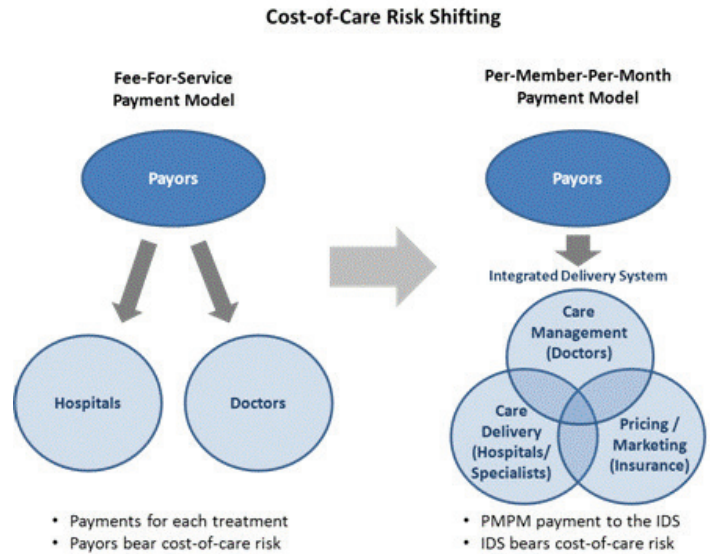 Cost-of-Care Risk Shifting
Fee-For-Service
Payment Model
Payors
Hospitals
Doctors
• Payments for each treatment
• Payors bear cost-of-care risk
Per-Member-Per-Month
Payment Model
Payors
Integrated Delivery System
Care
Management
(Doctors)
Care
Delivery
(Hospitals/
Specialists)
Pricing /
Marketing
(Insurance)
• PMPM payment to the IDS
• IDS bears cost-of-care risk